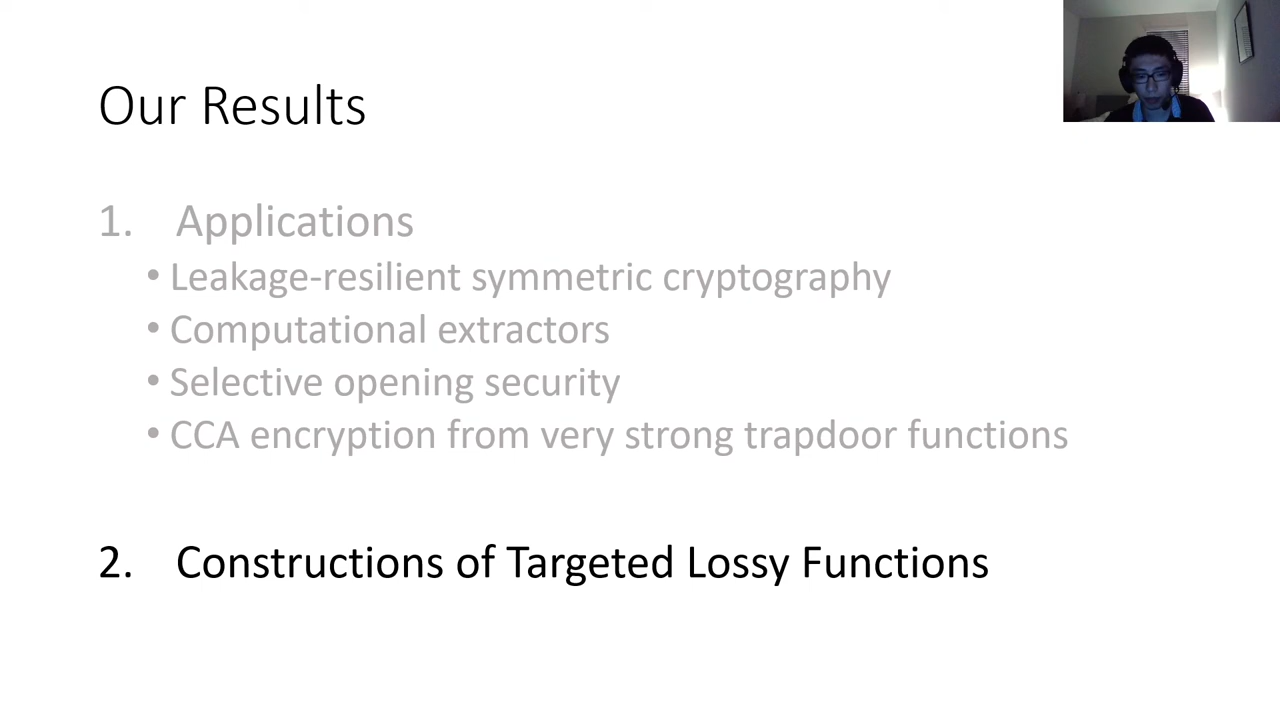 Our Results
1. Applications
• Leakage-resilient symmetric cryptography
• Computational extractors
• Selective opening security
• CCA encryption from very strong trapdoor functions
2. Constructions of Targeted Lossy Functions